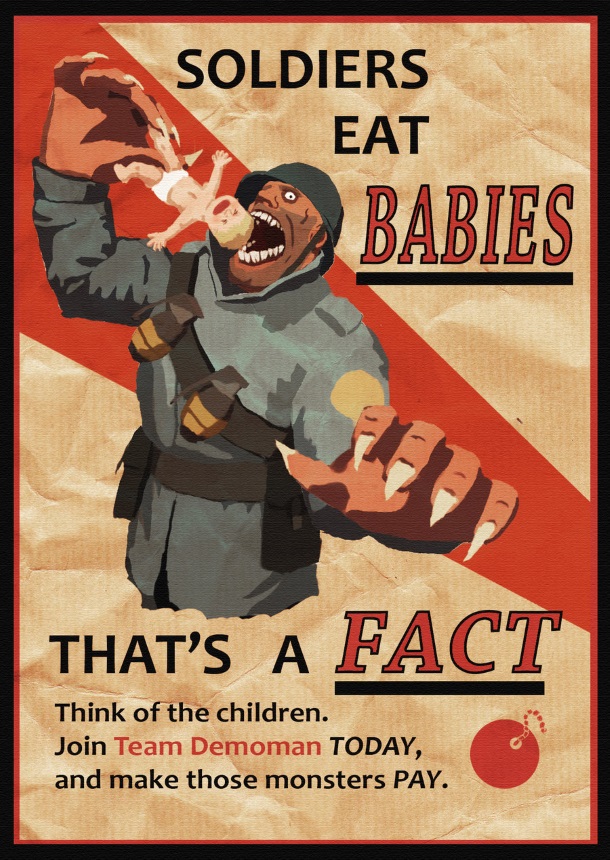 SOLDIERS
EAT
BABIES
THAT'S A FACT
Think of the children.
Join Team Demoman TODAY,
and make those monsters PAY.